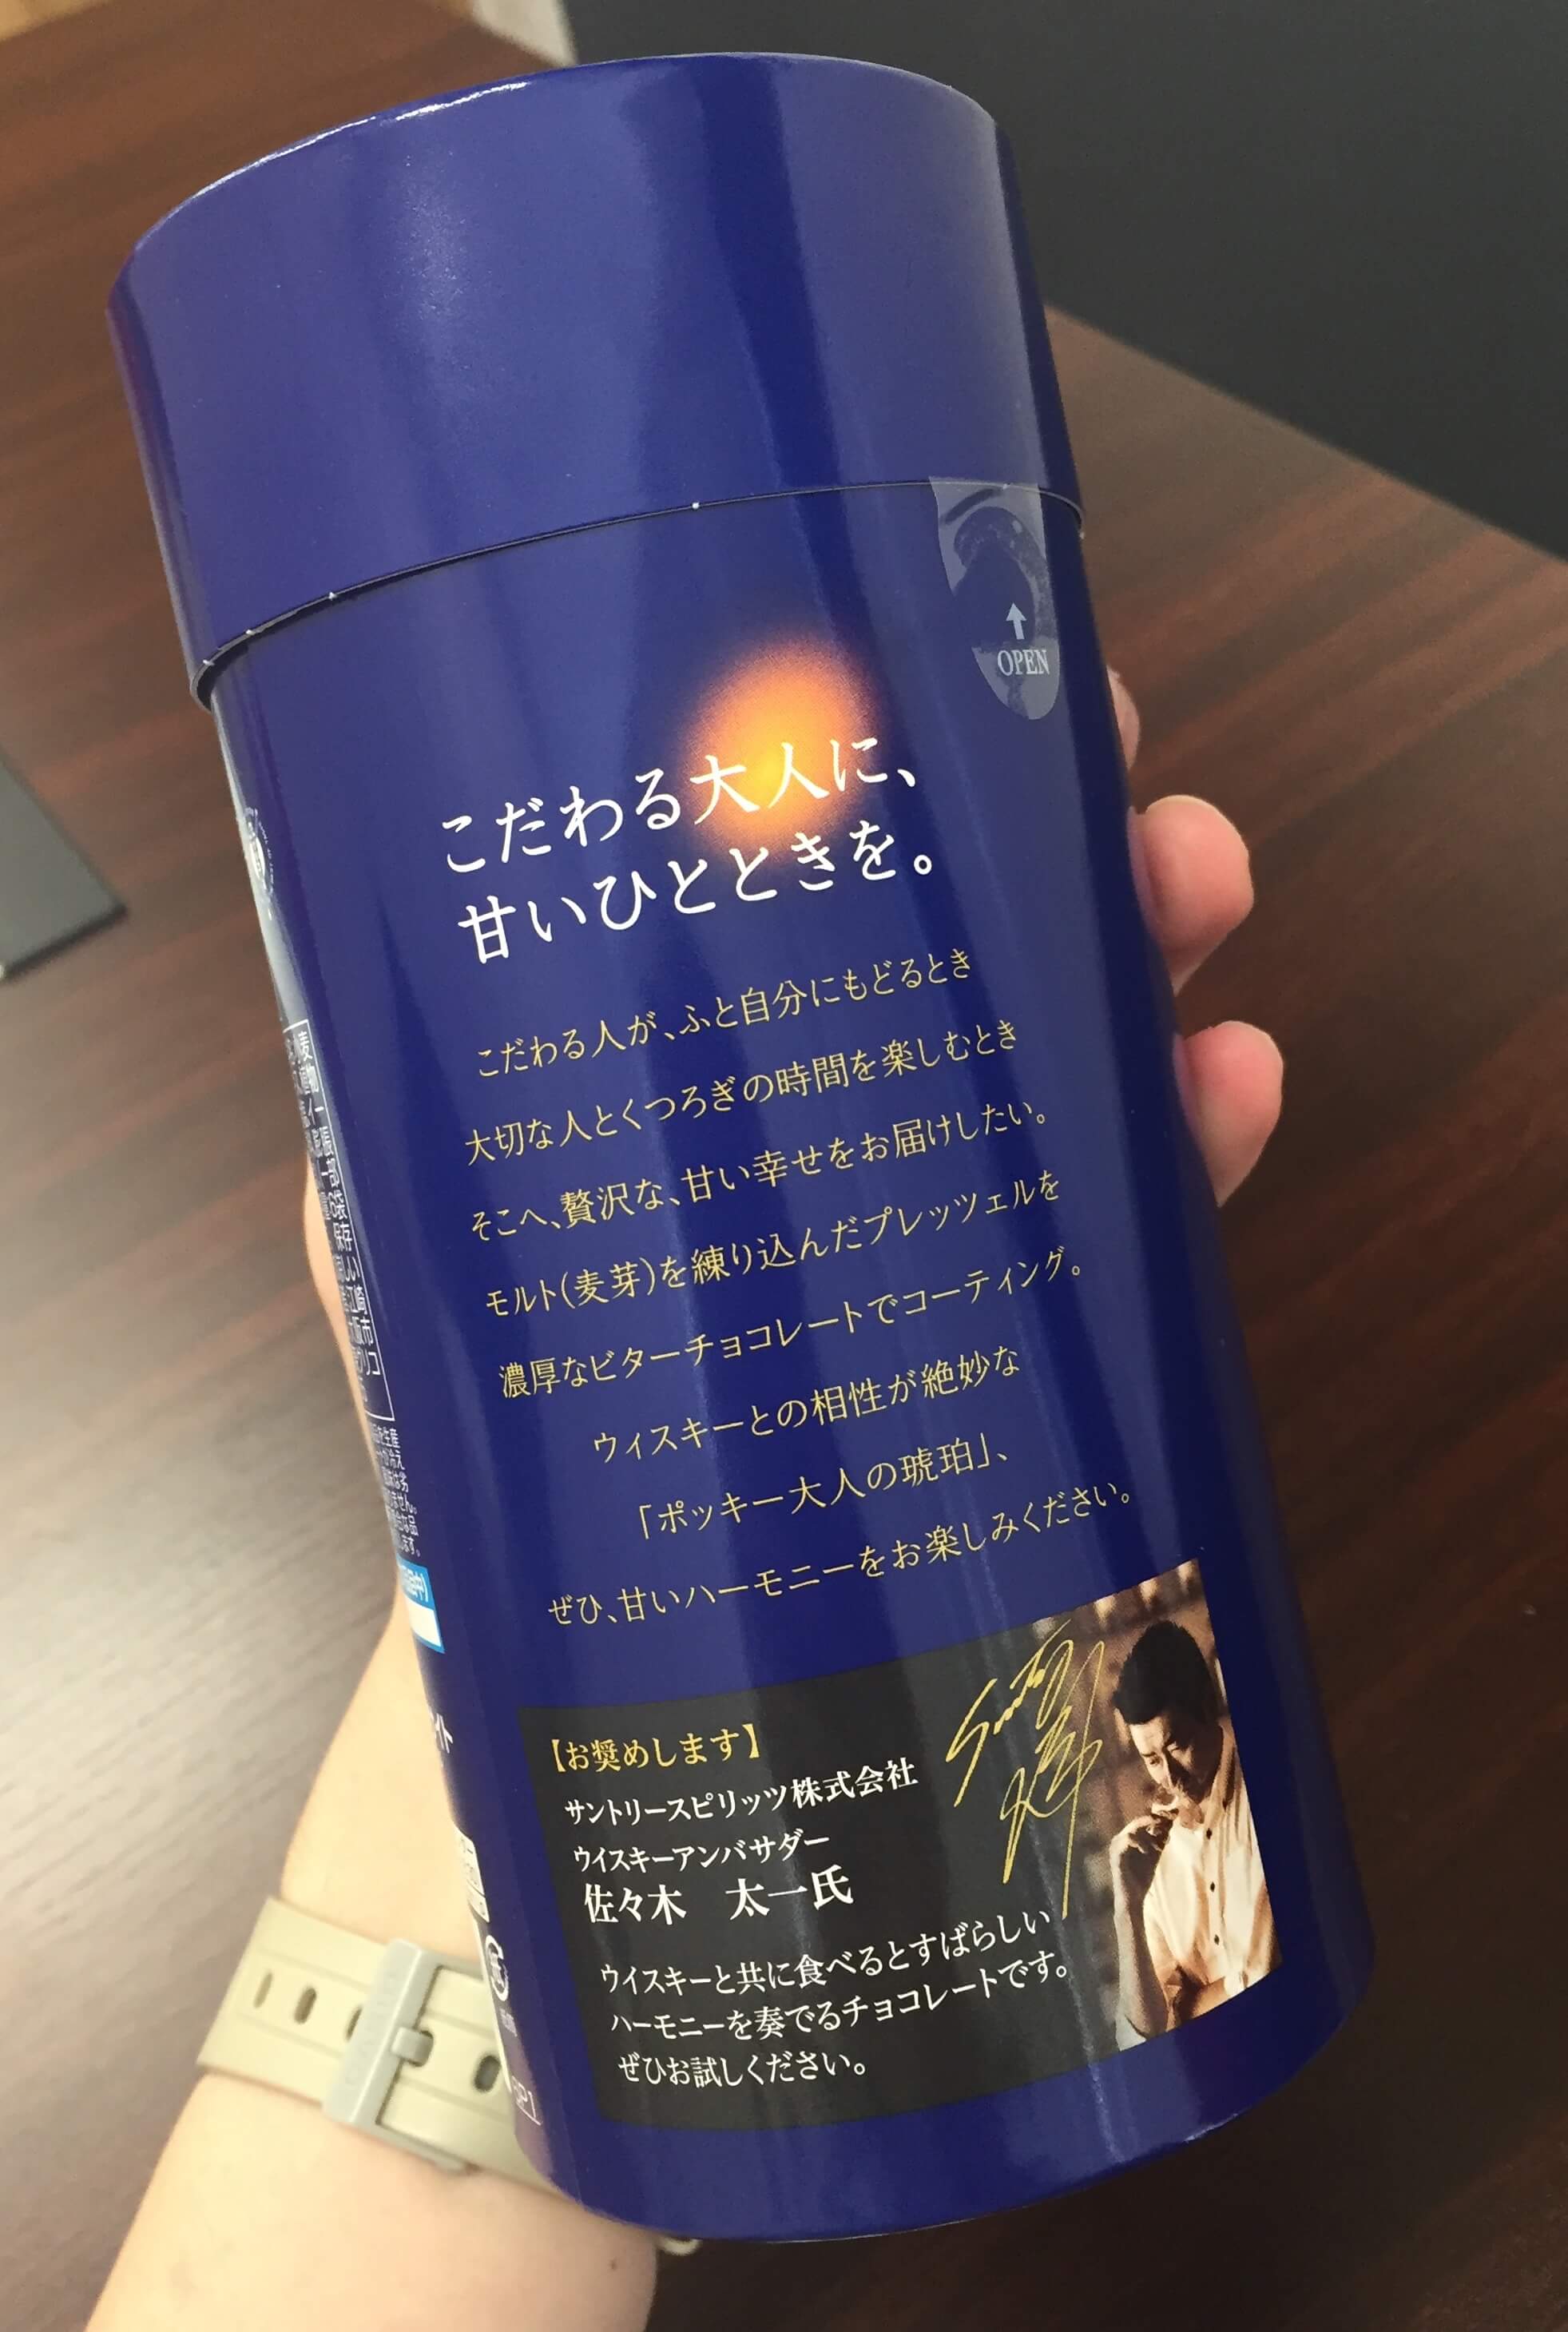 OPEN
こだわる大人に、
甘いひとときを。
こだわる人が、ふと自分にもどるとき
大切な人とくつろぎの時間を楽しむとき
そこへ、贅沢な、甘い幸せをお届けしたい。
モルト(麦芽)を練り込んだプレッツェルを
濃厚なビターチョコレートでコーティング。
ウィスキーとの相性が絶妙な
「ポッキー大人の琥珀」、
ぜひ、甘いハーモニーをお楽しみください。
【お奨めします】
サントリースピリッツ株式会社
ウイスキーアンバサダー
佐々木 太一氏
ウイスキーと共に食べるとすばらしい
ハーモニーを奏でるチョコレートです。
ぜひお試しください。